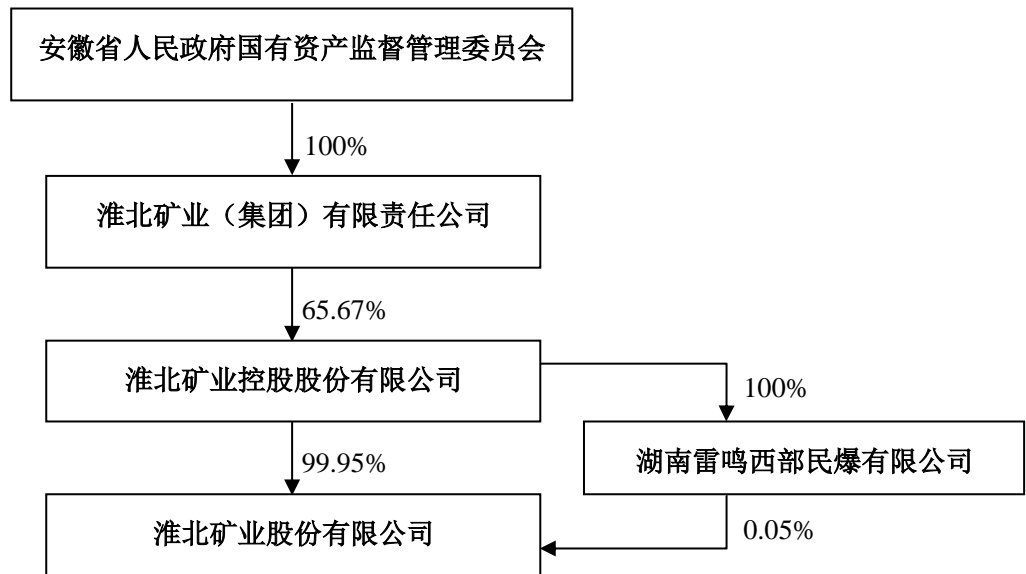 安徽省人民政府国有资产监督管理委员会
100%
淮北矿业（集团）有限责任公司
65.67%
淮北矿业控股股份有限公司
100%
99.95%
湖南雷鸣西部民爆有限公司
淮北矿业股份有限公司
0.05%